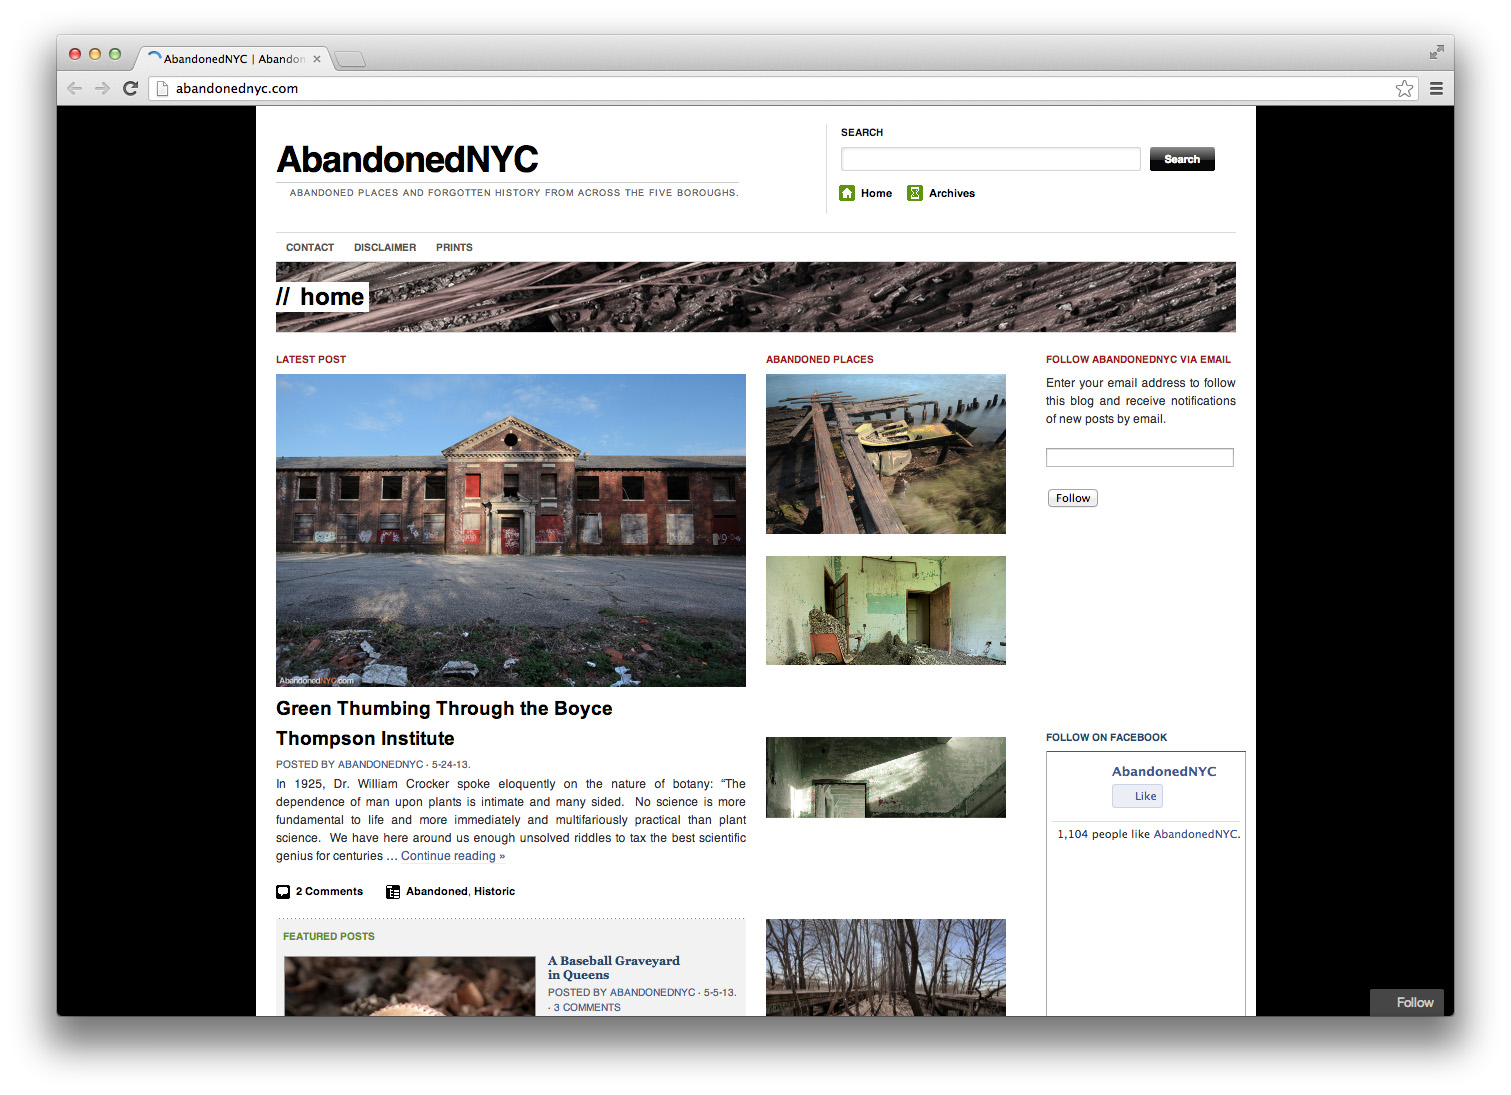 AbandonedNYC | Abandon
abandonednyc.com
AbandonedNYC
ABANDONED PLACES AND FORGOTTEN HISTORY FROM ACROSS THE FIVE BOROUGHS.
SEARCH
Search
Home Archives
CONTACT DISCLAIMER PRINTS
// home
LATEST POST
AbandonedNYC.com
Green Thumbing Through the Boyce
Thompson Institute
POSTED BY ABANDONEDNYC · 5-24-13.
In 1925, Dr. William Crocker spoke eloquently on the nature of botany: “The
dependence of man upon plants is intimate and many sided. No science is more
fundamental to life and more immediately and multifariously practical than plant
science. We have here around us enough unsolved riddles to tax the best scientific
genius for centuries … Continue reading »
2 Comments Abandoned, Historic
FEATURED POSTS
A Baseball Graveyard
in Queens
POSTED BY ABANDONEDNYC · 5-5-13.
· 3 COMMENTS
ABANDONED PLACES
FOLLOW ABANDONEDNYC VIA EMAIL
Enter your email address to follow
this blog and receive notifications
of new posts by email.
Follow
FOLLOW ON FACEBOOK
AbandonedNYC
Like
1,104 people like AbandonedNYC.
Follow